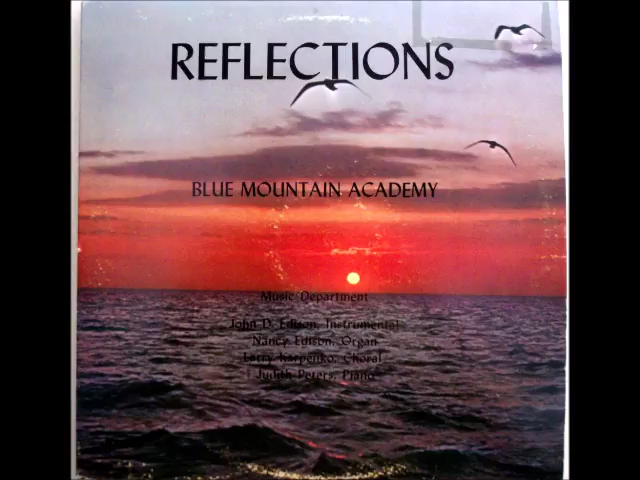 REFLECTIONS
BLUE MOUNTAIN ACADEMY
Music Department
John D. Edison, Instrumental
Nancy Edison, Organ
Larry Karpenko, Choral
Judith Peters, Piano